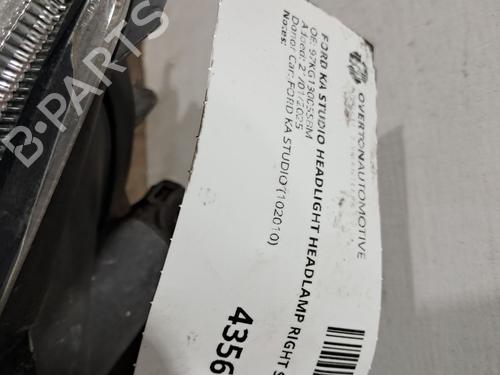 OVERTONAUTOMOTIVE
FORD KA STUDIO HEADLIGHT HEADLAMP RIGHT S
Donor Car: FORD KA STUDIO (102010)
Notes:
4356
B-PARTS